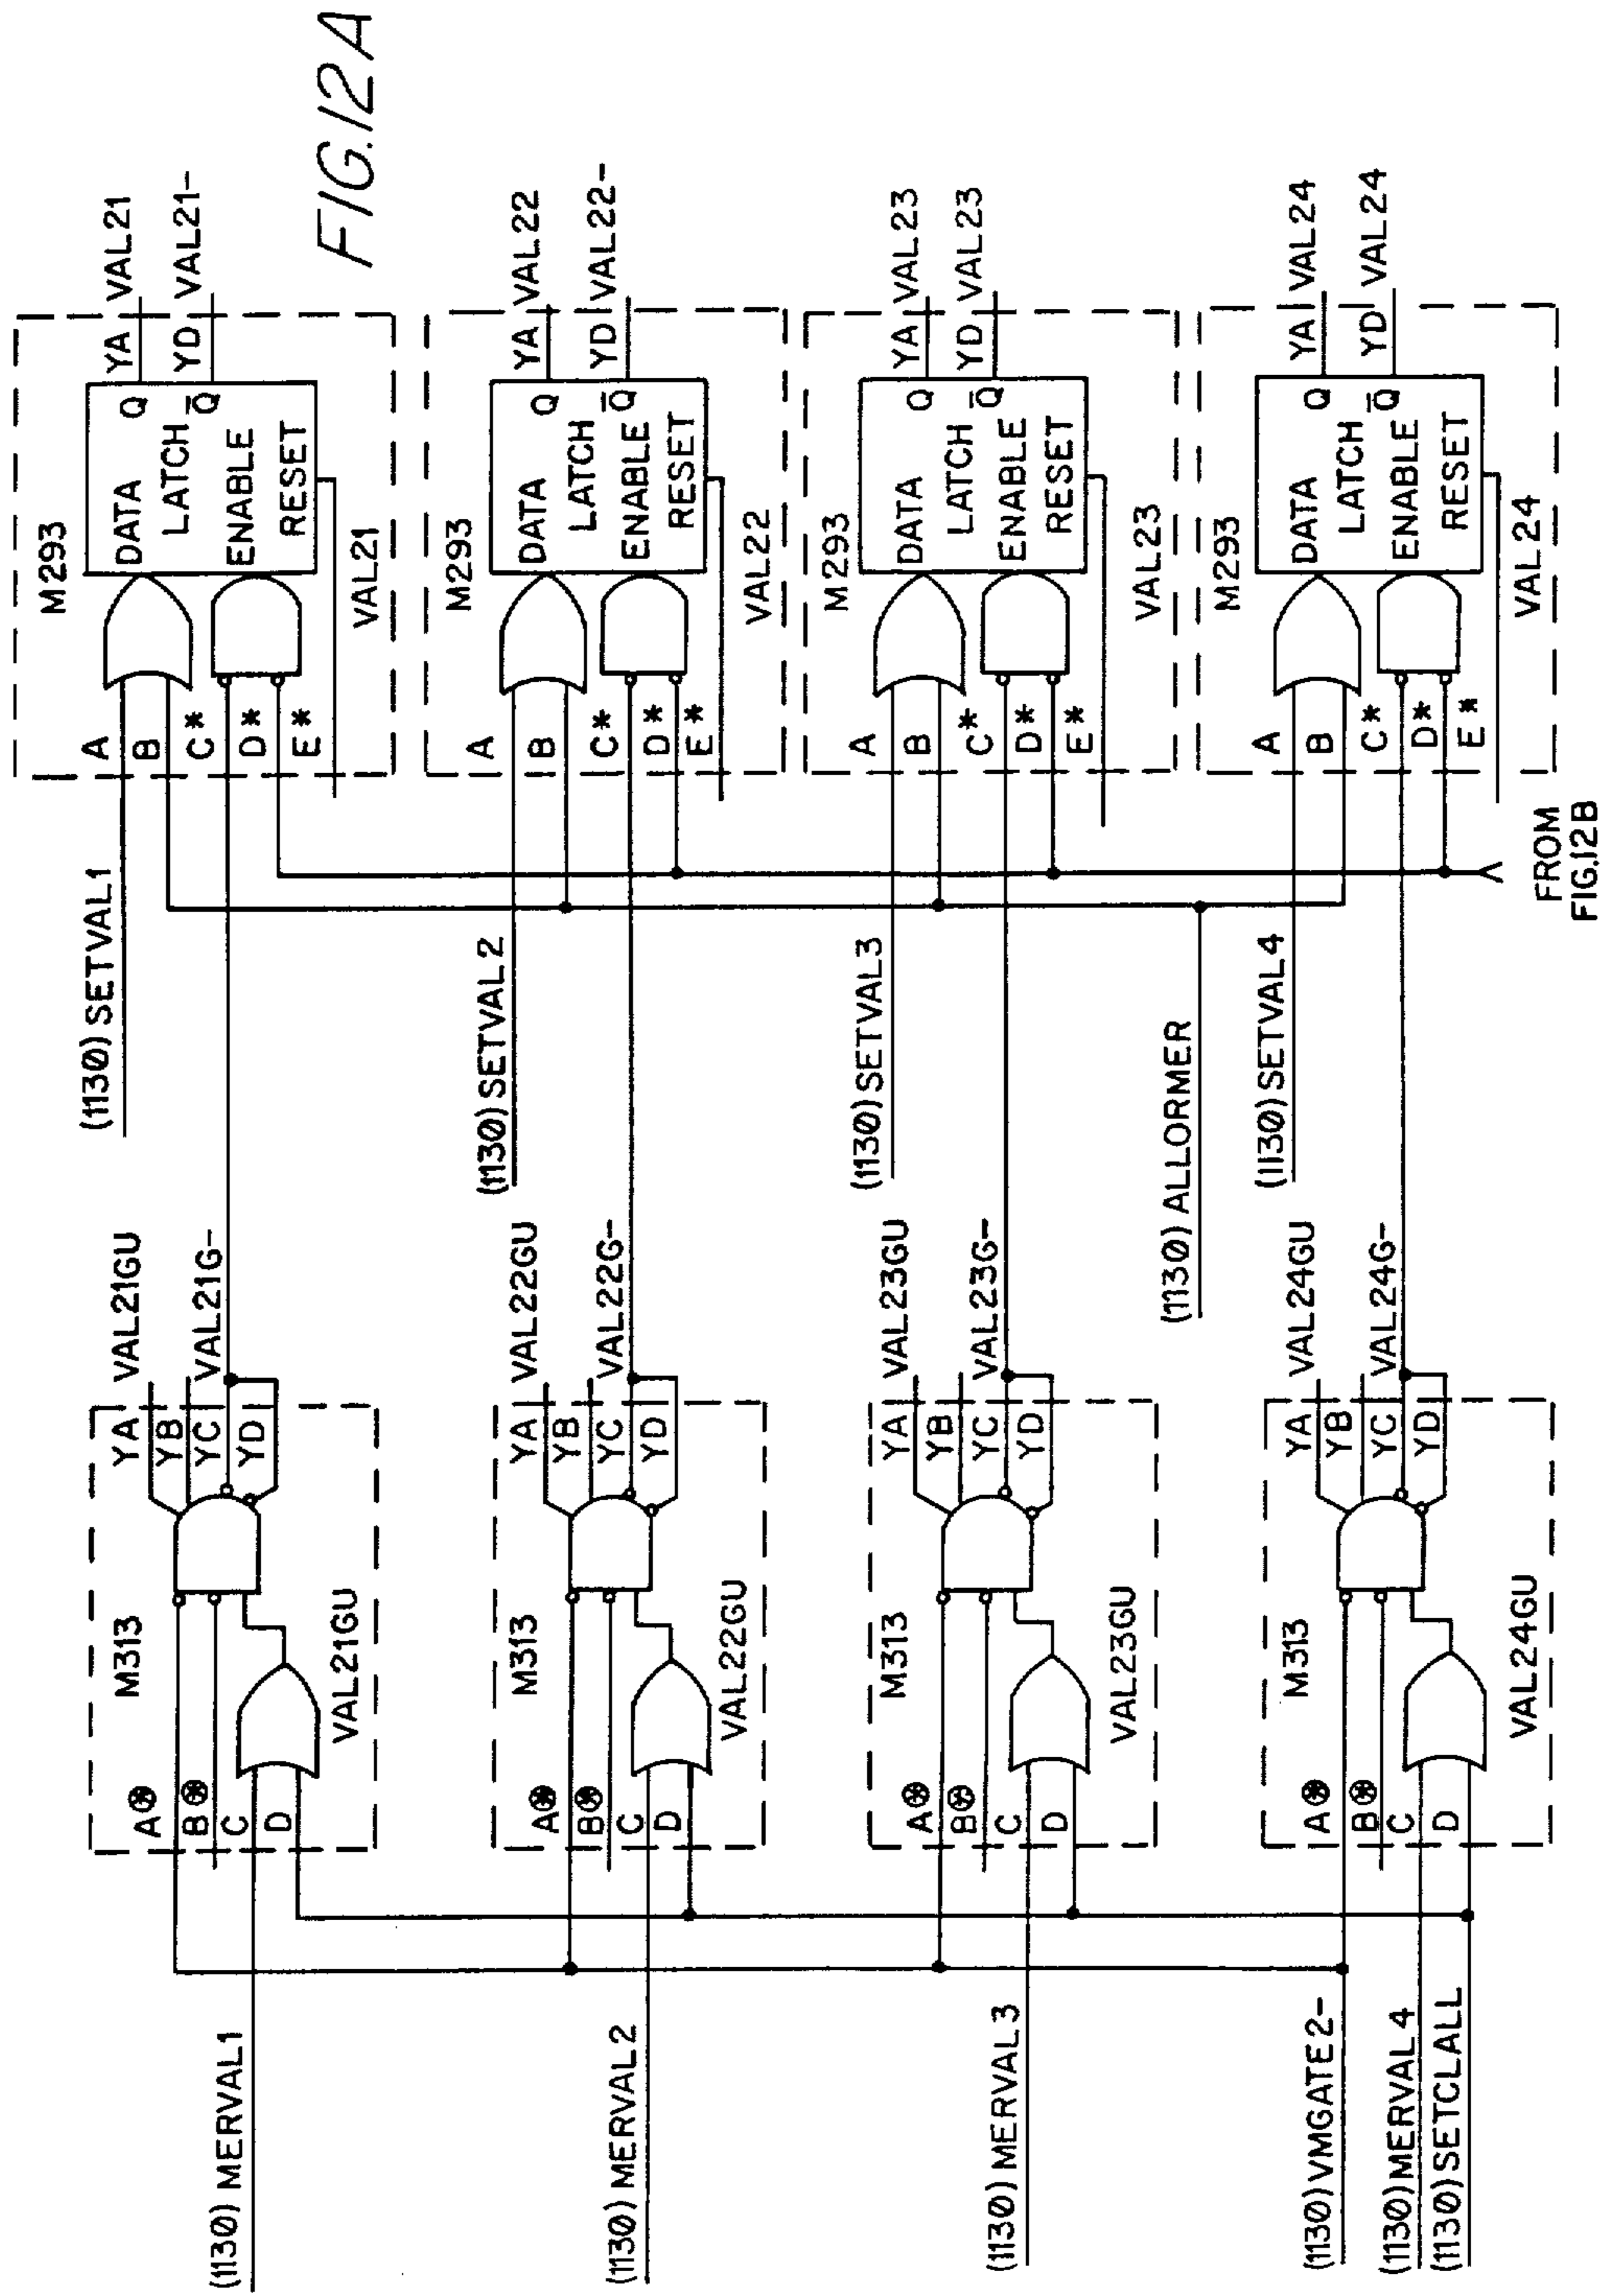 FIG.12A
(1130) MERVAL1
M313
A⊛
B⊛
C
D
VAL21GU
YA
YB
YC
YD
VAL21GU
VAL21G-
(1130) SETVAL1
M293
A
B
C*
D*
E*
DATA
LATCH
ENABLE
RESET
Q
Q̅
VAL21
YA
YD
VAL21
VAL21-
(1130) MERVAL2
M313
A⊛
B⊛
C
D
VAL22GU
YA
YB
YC
YD
VAL22GU
VAL22G-
(1130) SETVAL2
M293
A
B
C*
D*
E*
DATA
LATCH
ENABLE
RESET
Q
Q̅
VAL22
YA
YD
VAL22
VAL22-
(1130) MERVAL3
M313
A⊛
B⊛
C
D
VAL23GU
YA
YB
YC
YD
VAL23GU
VAL23G-
(1130) SETVAL3
M293
A
B
C*
D*
E*
DATA
LATCH
ENABLE
RESET
Q
Q̅
VAL23
YA
YD
VAL23
VAL23
(1130) ALLORMER
(1130) VMGATE2-
(1130) MERVAL4
(1130) SETCLALL
M313
A⊛
B⊛
C
D
VAL24GU
YA
YB
YC
YD
VAL24GU
VAL24G-
(1130) SETVAL4
M293
A
B
C*
D*
E*
DATA
LATCH
ENABLE
RESET
Q
Q̅
VAL24
YA
YD
VAL24
VAL24
FROM
FIG.12B